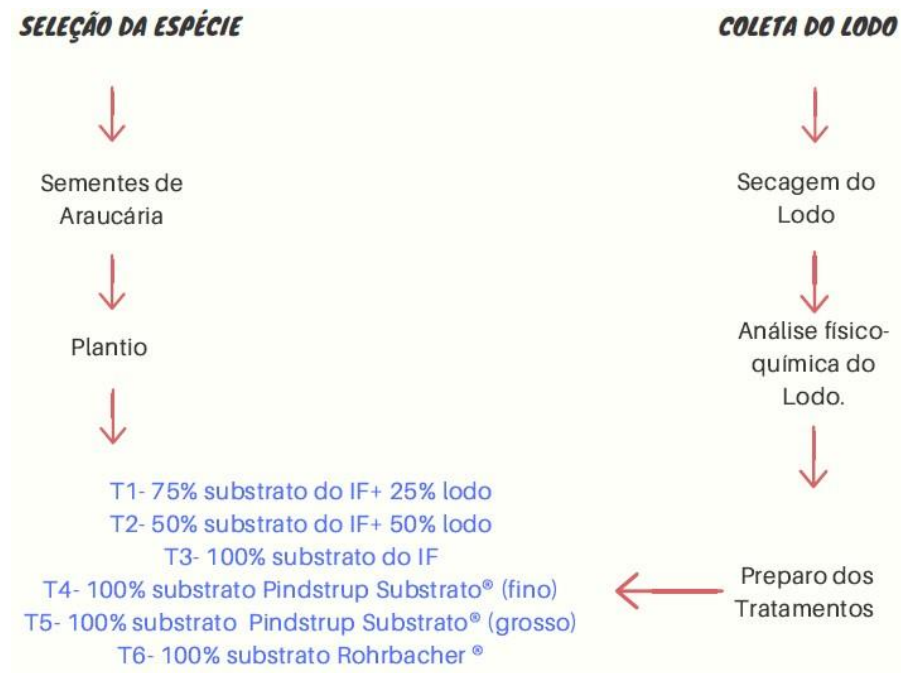 SELEÇÃO DA ESPÉCIE
Sementes de
Araucária
Plantio
COLETA DO LODO
Secagem do
Lodo
Análise físico-
química do
Lodo.
Preparo dos
Tratamentos
T1- 75% substrato do IF+ 25% lodo
T2- 50% substrato do IF+ 50% lodo
T3- 100% substrato do IF
T4- 100% substrato Pindstrup Substrato® (fino)
T5- 100% substrato Pindstrup Substrato® (grosso)
T6- 100% substrato Rohrbacher ®